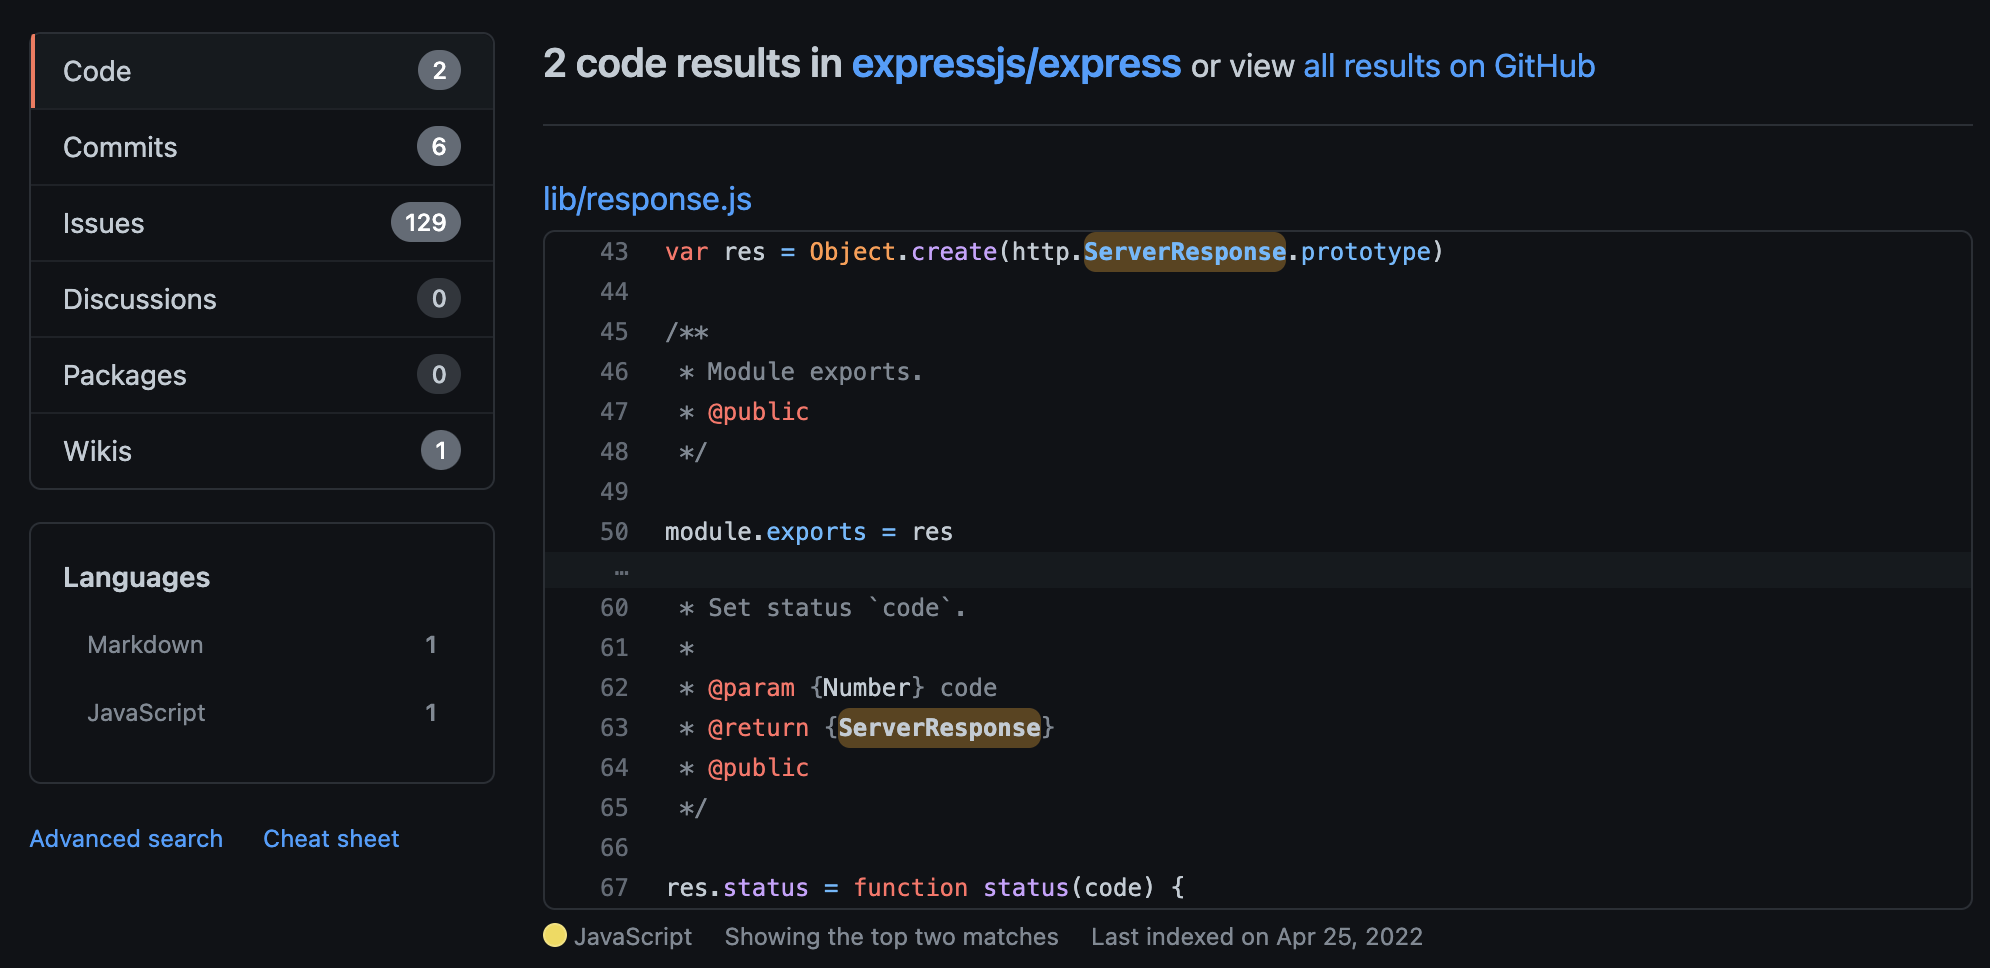 Code 2
Commits 6
Issues 129
Discussions 0
Packages 0
Wikis 1
Languages
Markdown 1
JavaScript 1
Advanced search Cheat sheet
2 code results in expressjs/express or view all results on GitHub
lib/response.js
43 var res = Object.create(http.ServerResponse.prototype)
44
45 /**
46  * Module exports.
47  * @public
48  */
49
50 module.exports = res
…
60  * Set status `code`.
61  *
62  * @param {Number} code
63  * @return {ServerResponse}
64  * @public
65  */
66
67 res.status = function status(code) {
JavaScript Showing the top two matches Last indexed on Apr 25, 2022